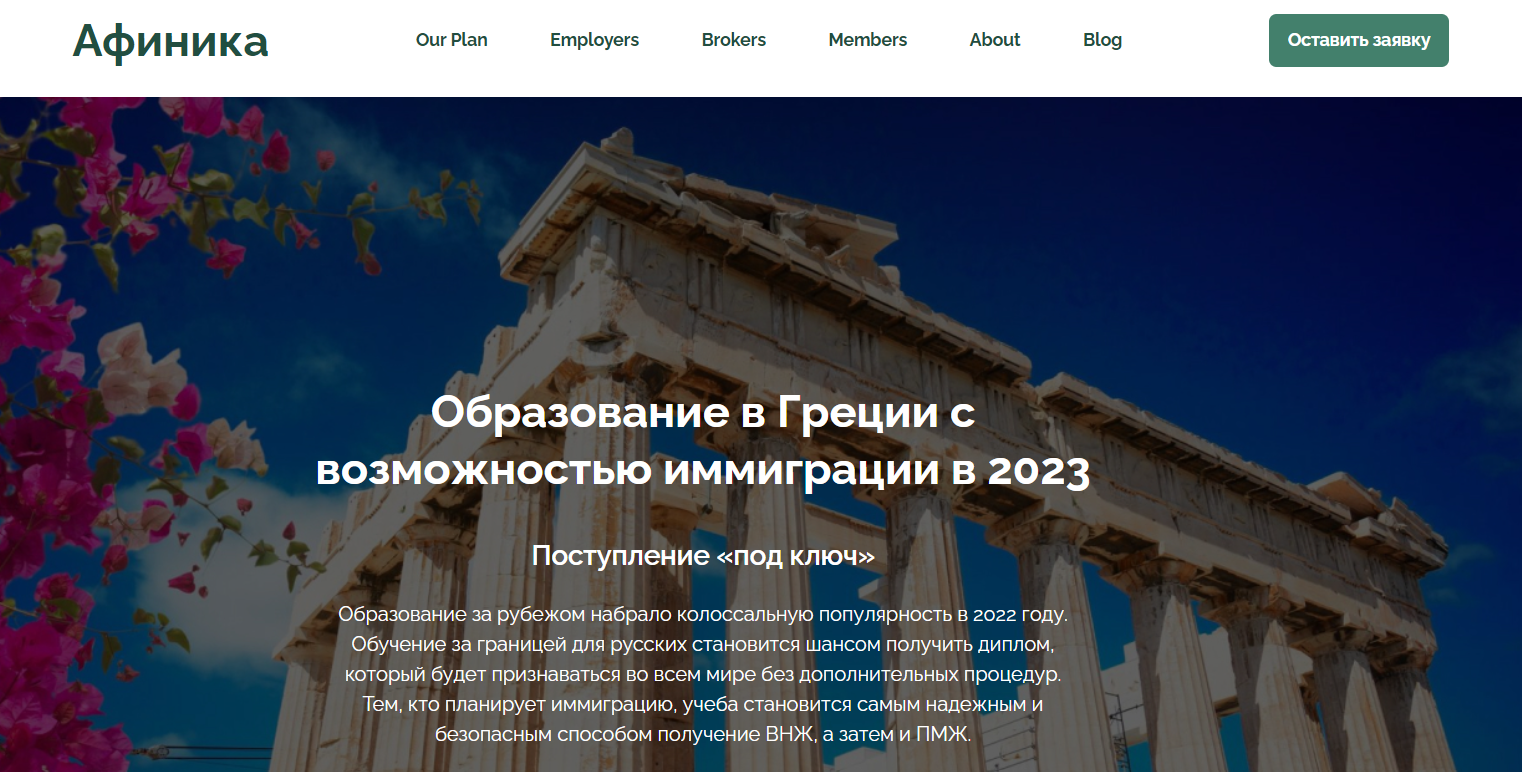 Афиника
Our Plan
Employers
Brokers
Members
About
Blog
Оставить заявку
Образование в Греции с
возможностью иммиграции в 2023
Поступление «под ключ»
Образование за рубежом набрало колоссальную популярность в 2022 году.
Обучение за границей для русских становится шансом получить диплом,
который будет признаваться во всем мире без дополнительных процедур.
Тем, кто планирует иммиграцию, учеба становится самым надежным и
безопасным способом получение ВНЖ, а затем и ПМЖ.